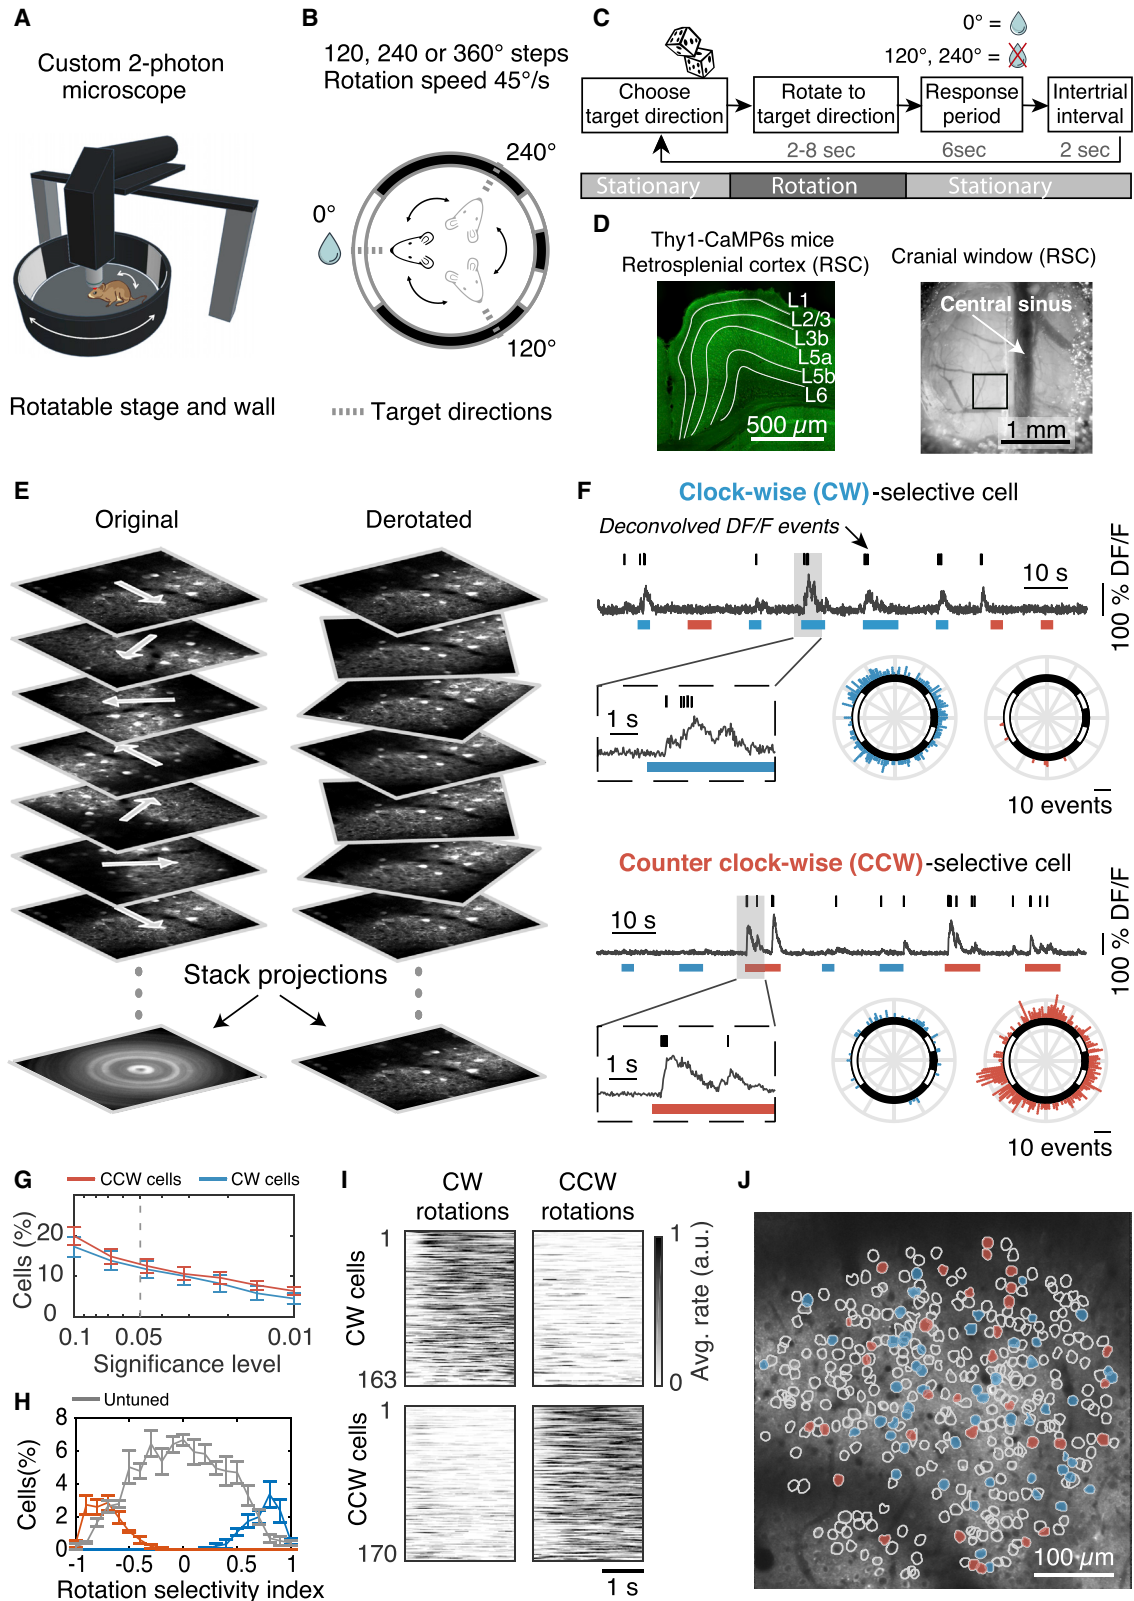 A
Custom 2-photon
microscope
Rotatable stage and wall
B
120, 240 or 360° steps
Rotation speed 45°/s
240°
0°
120°
Target directions
C
0° =
120°, 240° =
Choose
target direction
Rotate to
target direction
Response
period
Intertrial
interval
2-8 sec
6sec
2 sec
Stationary
Rotation
Stationary
D
Thy1-CaMP6s mice
Retrosplenial cortex (RSC)
L1
L2/3
L3b
L5a
L5b
L6
500 µm
Cranial window (RSC)
Central sinus
1 mm
E
Original
Derotated
Stack projections
F
Clock-wise (CW)-selective cell
Deconvolved DF/F events
10 s
100 % DF/F
1 s
10 events
Counter clock-wise (CCW)-selective cell
10 s
100 % DF/F
1 s
10 events
G
CCW cells
CW cells
Cells (%)
20
10
0
0.1
0.05
0.01
Significance level
H
Untuned
Cells(%)
8
6
4
2
0
-1
-0.5
0
0.5
1
Rotation selectivity index
I
CW
rotations
CCW
rotations
CW cells
1
163
CCW cells
1
170
1
0
Avg. rate (a.u.)
1 s
J
100 µm